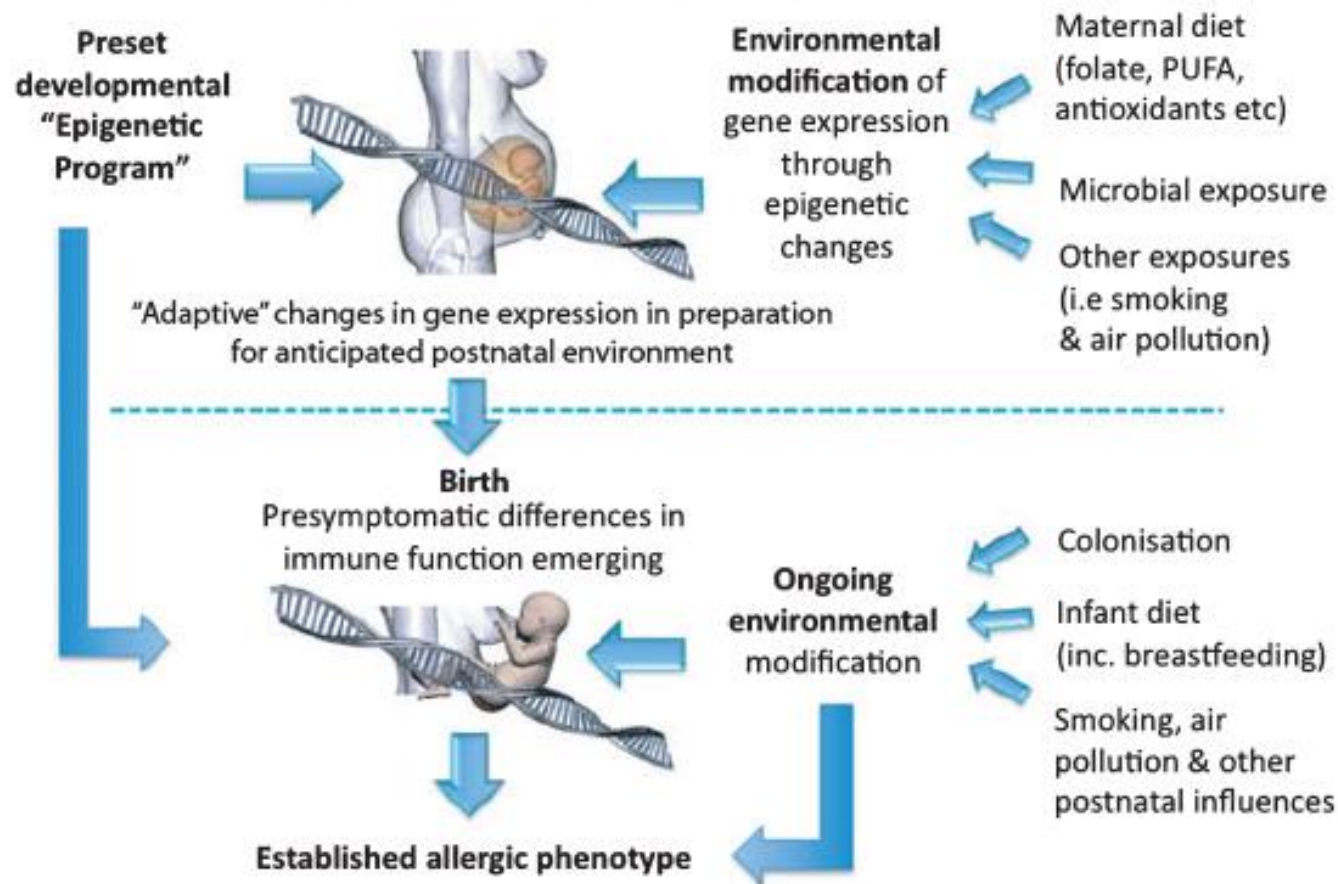 Preset
developmental
“Epigenetic
Program”
Environmental
modification of
gene expression
through
epigenetic
changes
Maternal diet
(folate, PUFA,
antioxidants etc)
Microbial exposure
Other exposures
(i.e smoking
& air pollution)
“Adaptive” changes in gene expression in preparation
for anticipated postnatal environment
Birth
Presymptomatic differences in
immune function emerging
Ongoing
environmental
modification
Colonisation
Infant diet
(inc. breastfeeding)
Smoking, air
pollution & other
postnatal influences
Established allergic phenotype